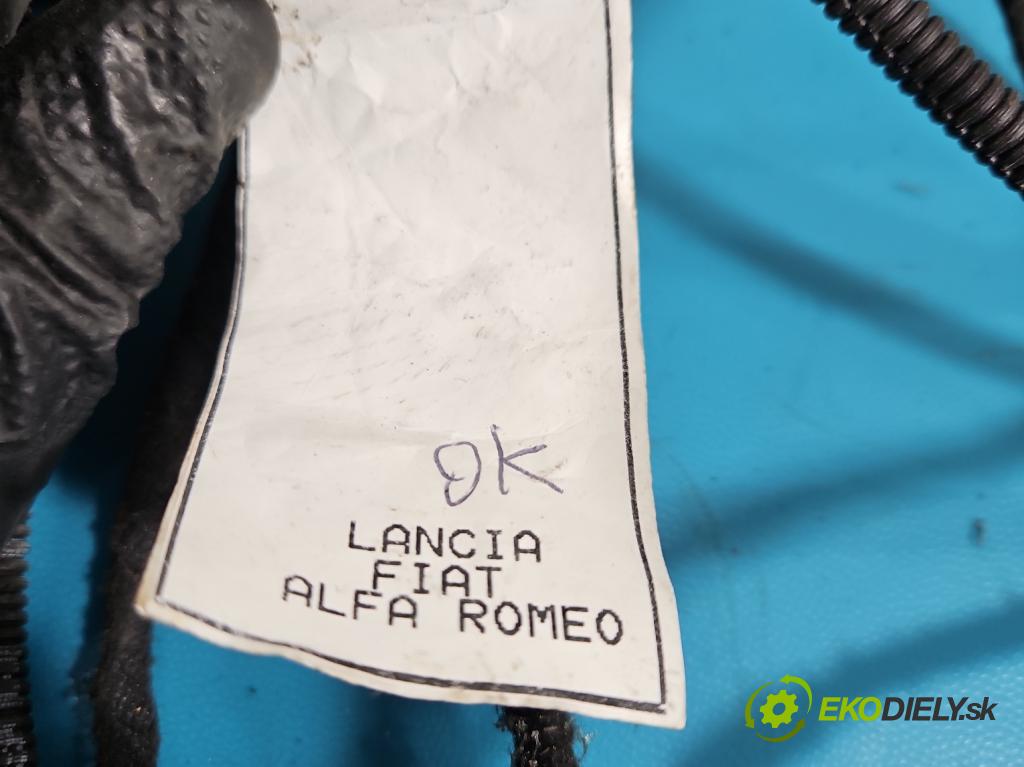 OK
LANCIA
FIAT
ALFA ROMEO
EKODIELY.sk